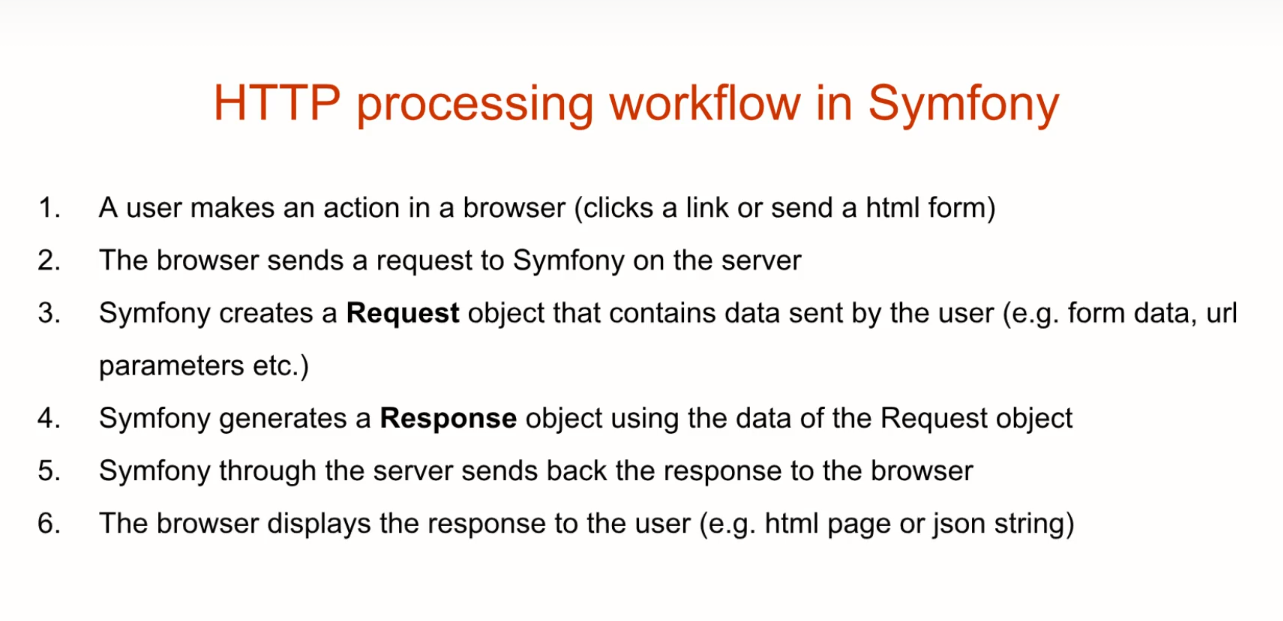 HTTP processing workflow in Symfony
1. A user makes an action in a browser (clicks a link or send a html form)
2. The browser sends a request to Symfony on the server
3. Symfony creates a Request object that contains data sent by the user (e.g. form data, url
parameters etc.)
4. Symfony generates a Response object using the data of the Request object
5. Symfony through the server sends back the response to the browser
6. The browser displays the response to the user (e.g. html page or json string)